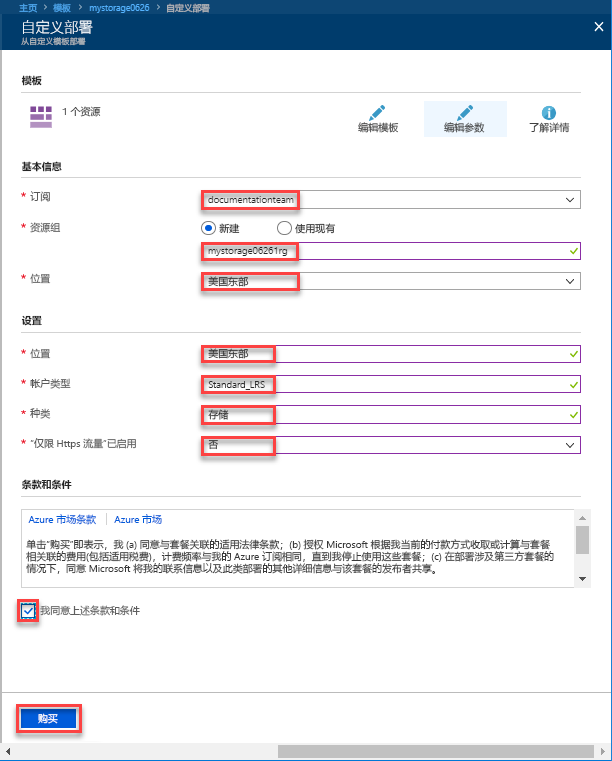 主页 > 模板 > mystorage0626 > 自定义部署
自定义部署
从自定义模板部署
模板
1 个资源
编辑模板
编辑参数
了解详情
基本信息
* 订阅
documentationteam
* 资源组
新建
使用现有
mystorage06261rg
* 位置
美国东部
设置
* 位置
美国东部
* 帐户类型
Standard_LRS
* 种类
存储
* “仅限 Https 流量”已启用
否
条款和条件
Azure 市场条款 | Azure 市场
单击“购买”即表示，我 (a) 同意与套餐关联的适用法律条款；(b) 授权 Microsoft 根据我当前的付款方式收取或计算与套餐
相关联的费用(包括适用税费)，计费频率与我的 Azure 订阅相同，直到我停止使用这些套餐；(c) 在部署涉及第三方套餐的
情况下，同意 Microsoft 将我的联系信息以及此类部署的其他详细信息与该套餐的发布者共享。
我同意上述条款和条件
购买